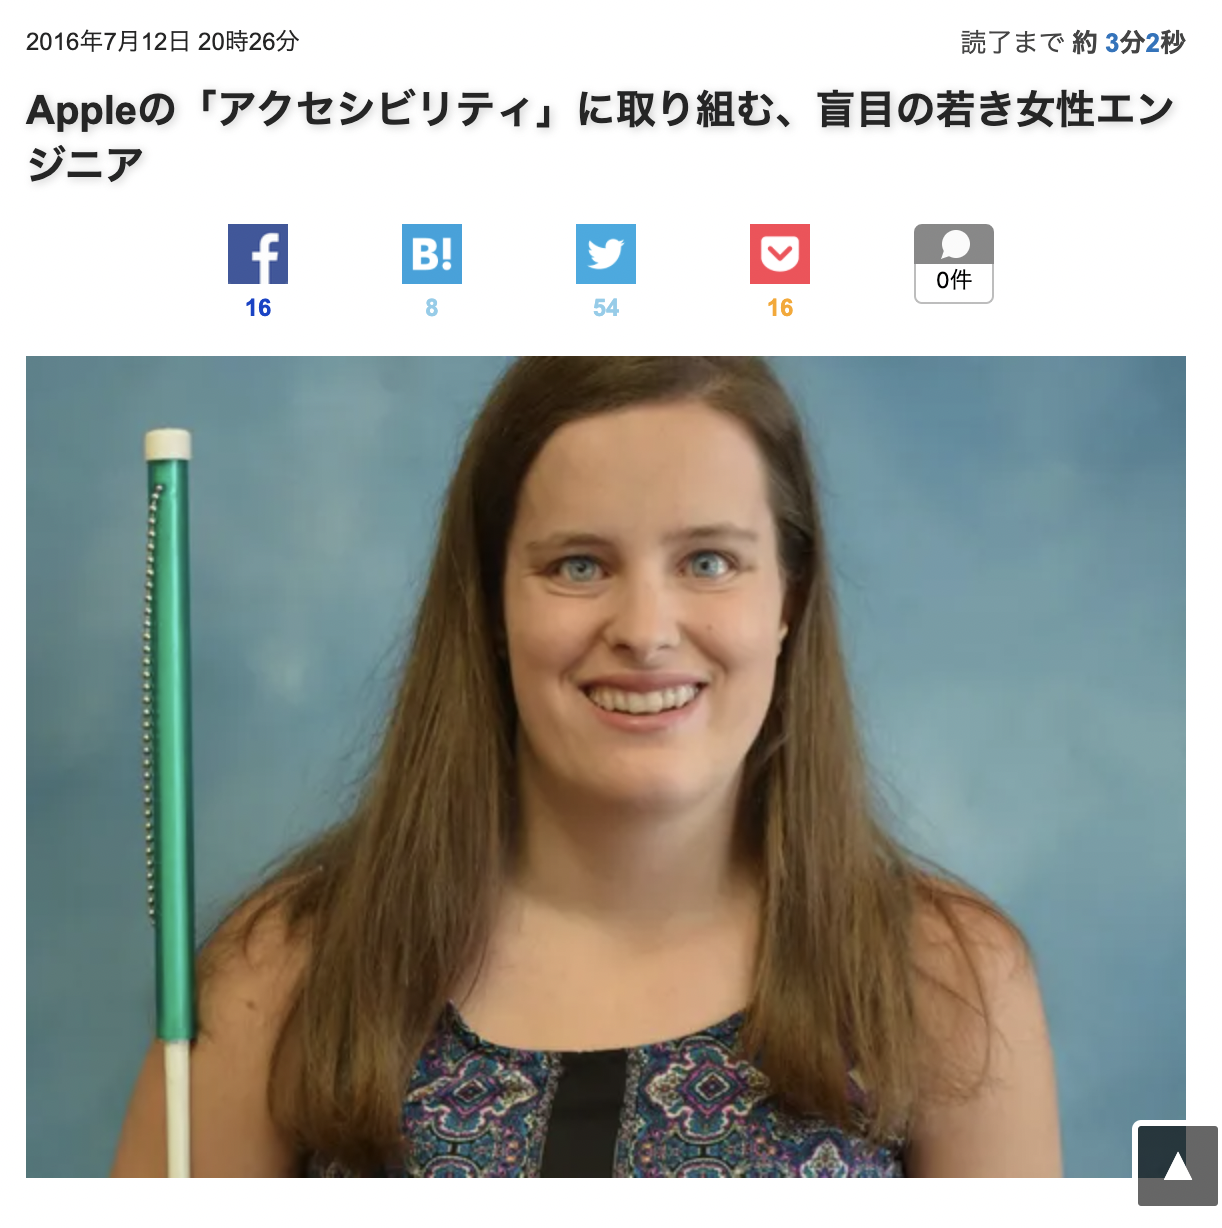 2016年7月12日 20時26分
読了まで 約 3分2秒
Appleの「アクセシビリティ」に取り組む、盲目の若き女性エン
ジニア
B!
16
8
54
16
0件